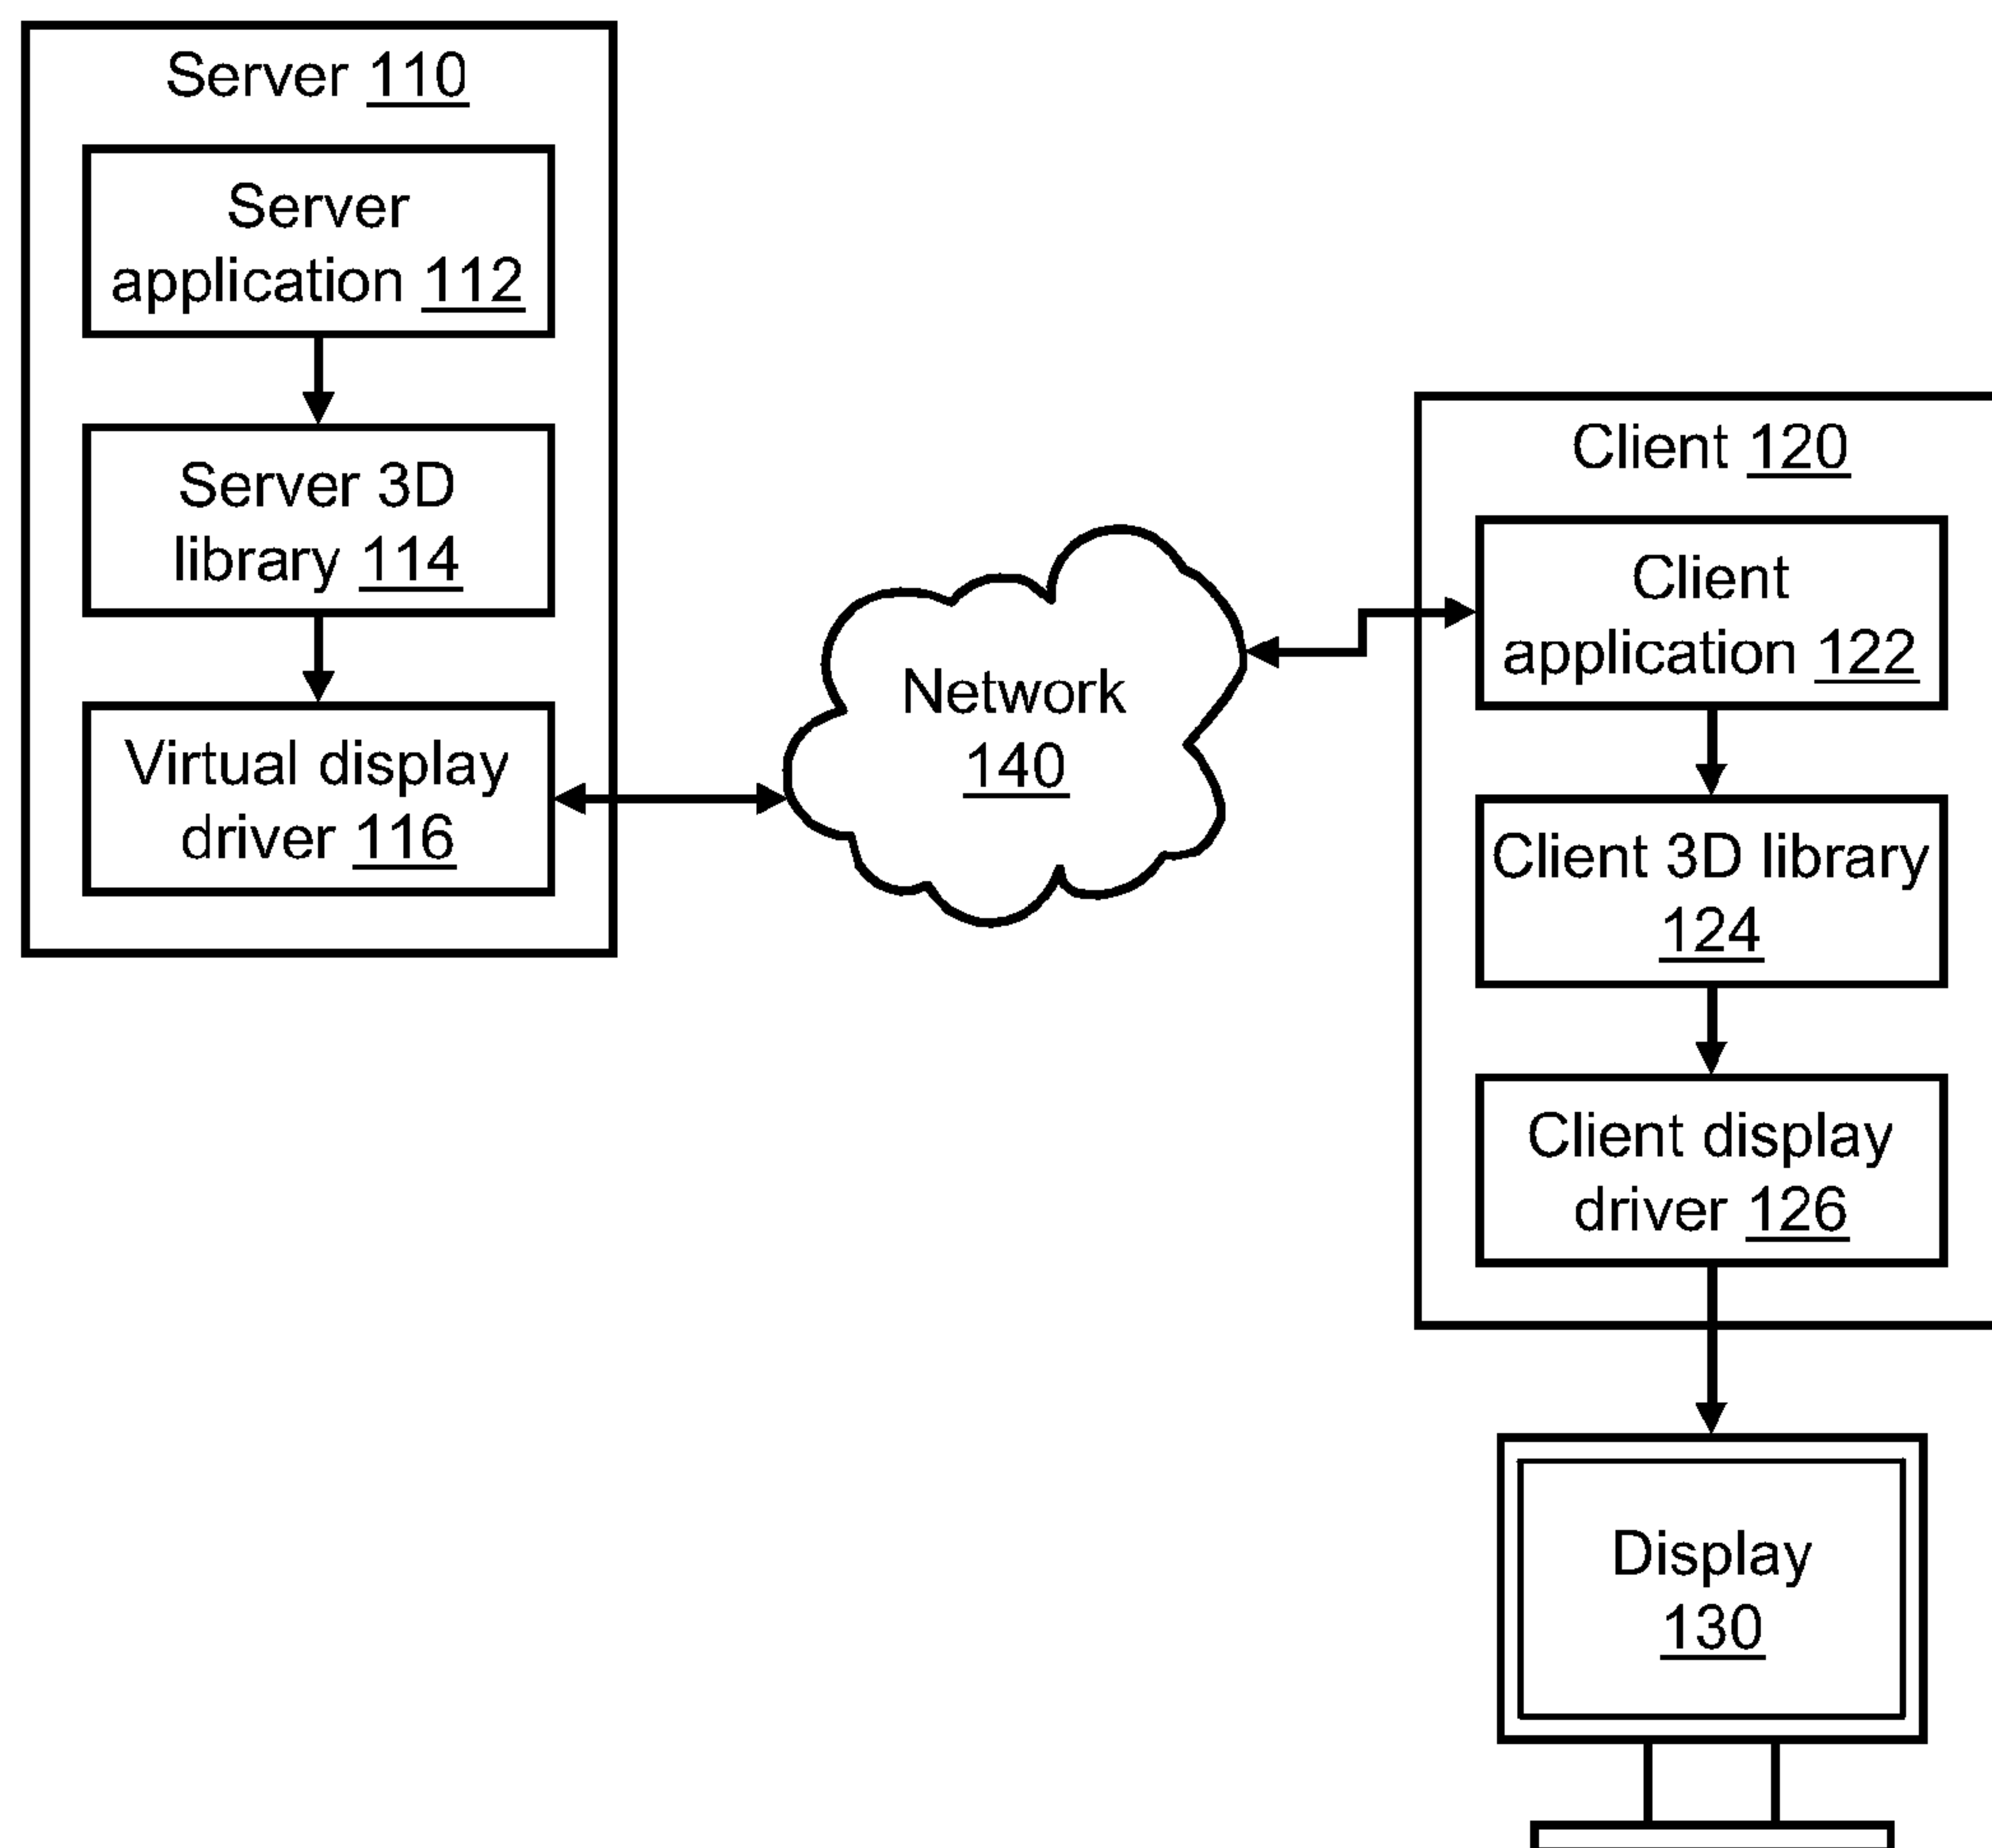 Server 110
Server
application 112
Server 3D
library 114
Virtual display
driver 116
Network
140
Client 120
Client
application 122
Client 3D library
124
Client display
driver 126
Display
130